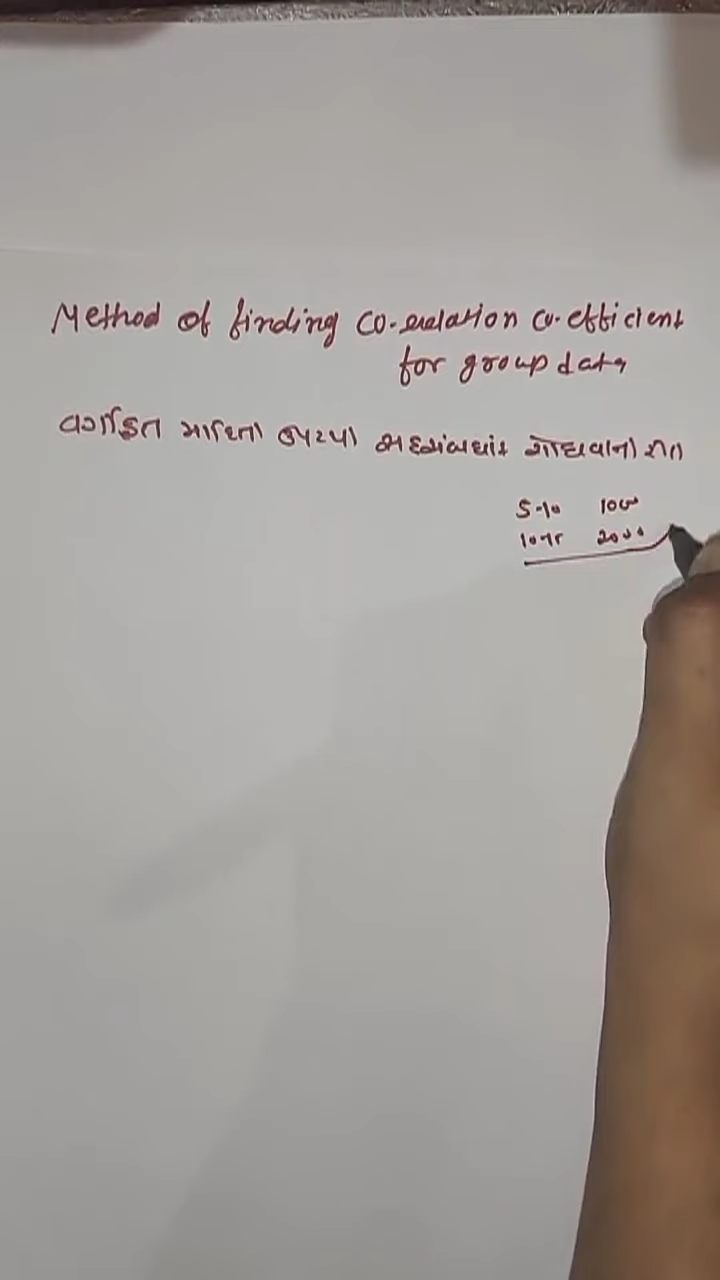 Method of finding co-relation co-efficient
for group data
વર્ગીકૃત માહિતી ઉપરથી સહસંબંધાંક શોધવાની રીત
5-10 100
10-15 2000